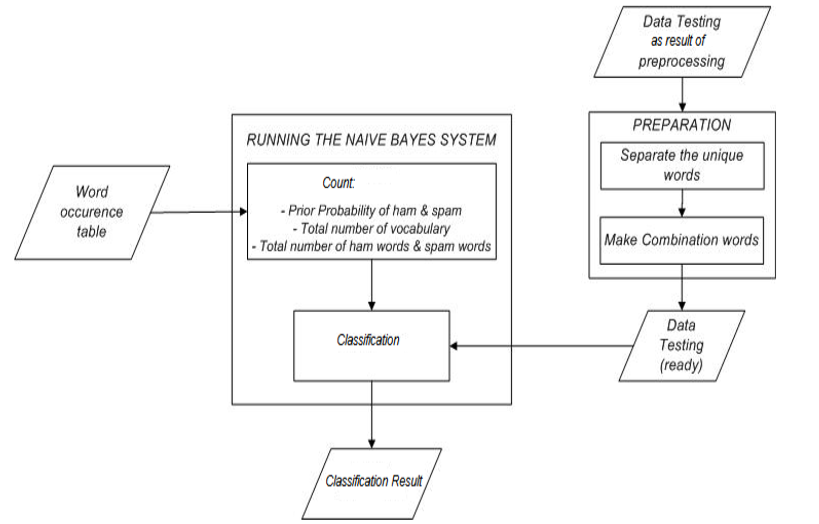 Data Testing
as result of
preprocessing
PREPARATION
Separate the unique
words
Make Combination words
Data
Testing
(ready)
RUNNING THE NAIVE BAYES SYSTEM
Count:
- Prior Probability of ham & spam
- Total number of vocabulary
- Total number of ham words & spam words
Word
occurence
table
Classification
Classification Result